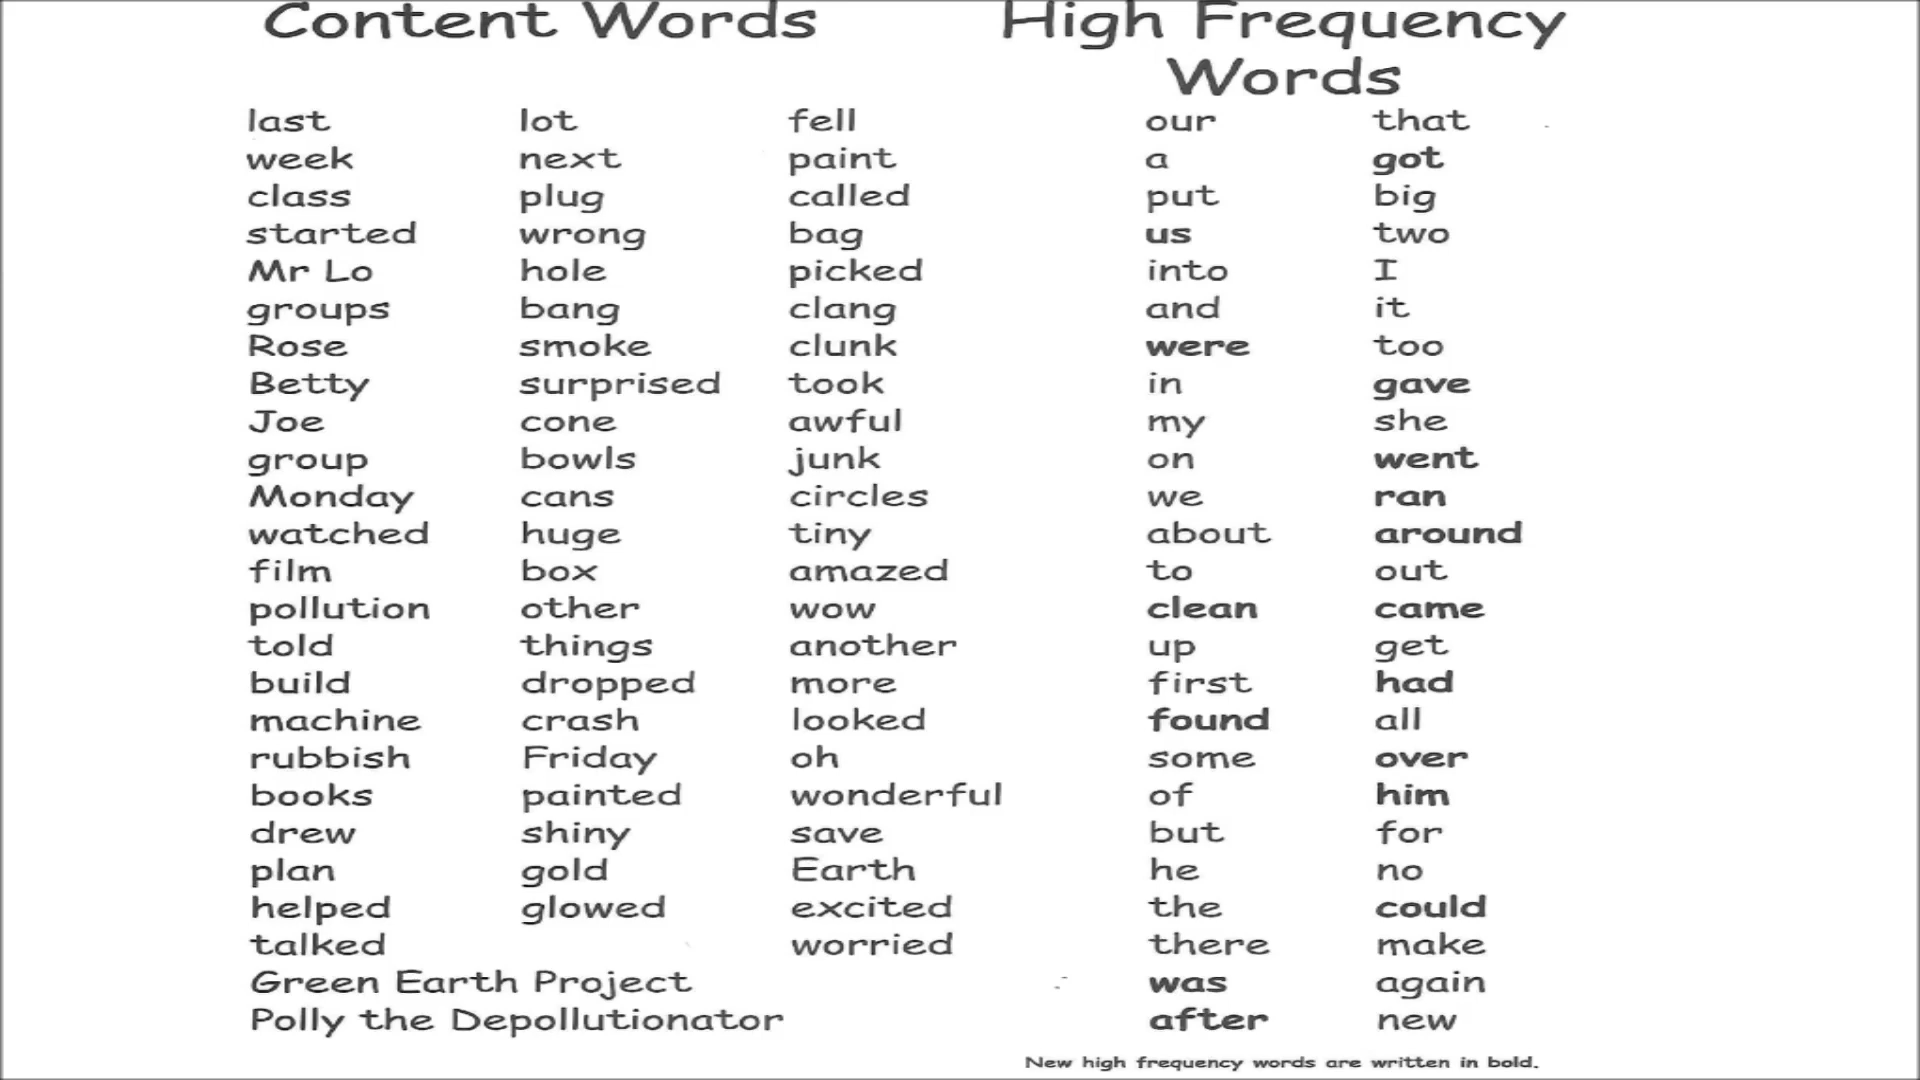 Content Words
last lot fell
week next paint
class plug called
started wrong bag
Mr Lo hole picked
groups bang clang
Rose smoke clunk
Betty surprised took
Joe cone awful
group bowls junk
Monday cans circles
watched huge tiny
film box amazed
pollution other wow
told things another
build dropped more
machine crash looked
rubbish Friday oh
books painted wonderful
drew shiny save
plan gold Earth
helped glowed excited
talked worried
Green Earth Project
Polly the Depollutionator
High Frequency
Words
our that
a got
put big
us two
into I
and it
were too
in gave
my she
on went
we ran
about around
to out
clean came
up get
first had
found all
some over
of him
but for
he no
the could
there make
was again
after new
New high frequency words are written in bold.